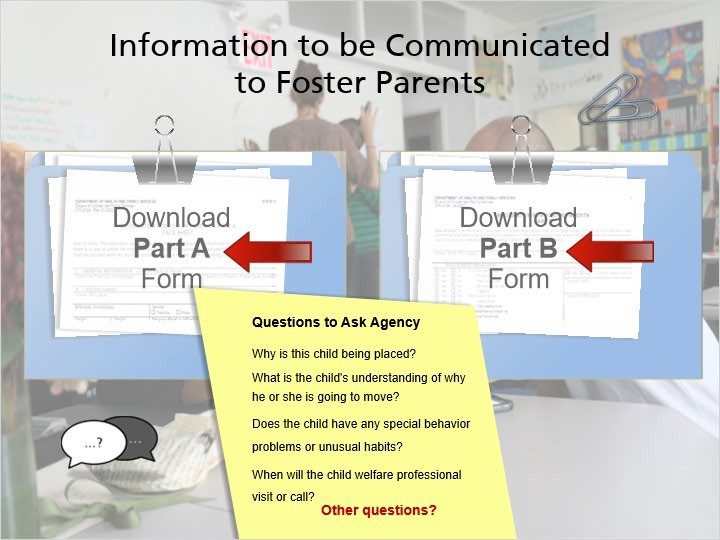 Information to be Communicated
to Foster Parents
EXIT
Download
Part A
Form
Download
Part B
Form
Questions to Ask Agency
Why is this child being placed?
What is the child's understanding of why
he or she is going to move?
Does the child have any special behavior
problems or unusual habits?
When will the child welfare professional
visit or call?
Other questions?
...?
...